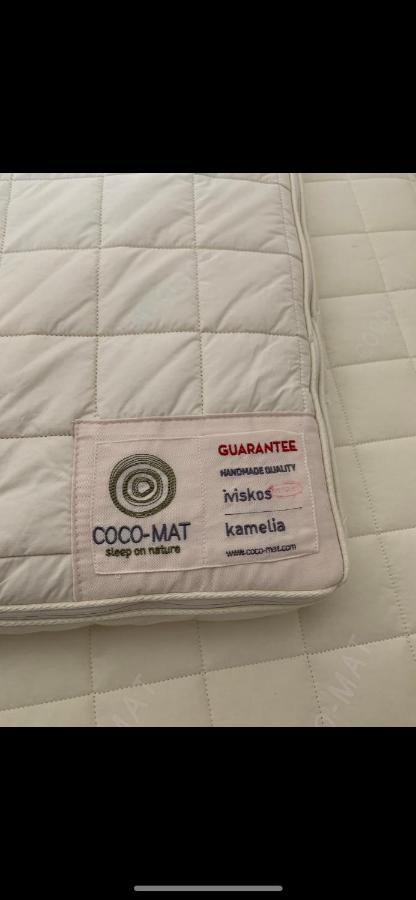 GUARANTEE
HANDMADE QUALITY
iviskos
COCO-MAT
sleep on nature
kamelia
www.coco-mat.com